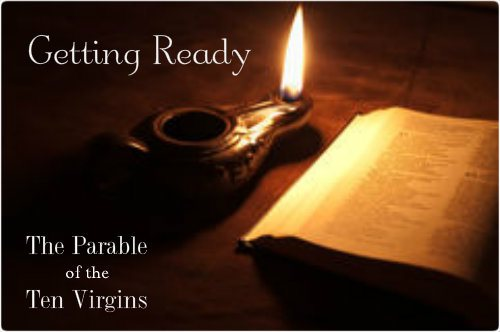 Getting Ready
The Parable
of the
Ten Virgins